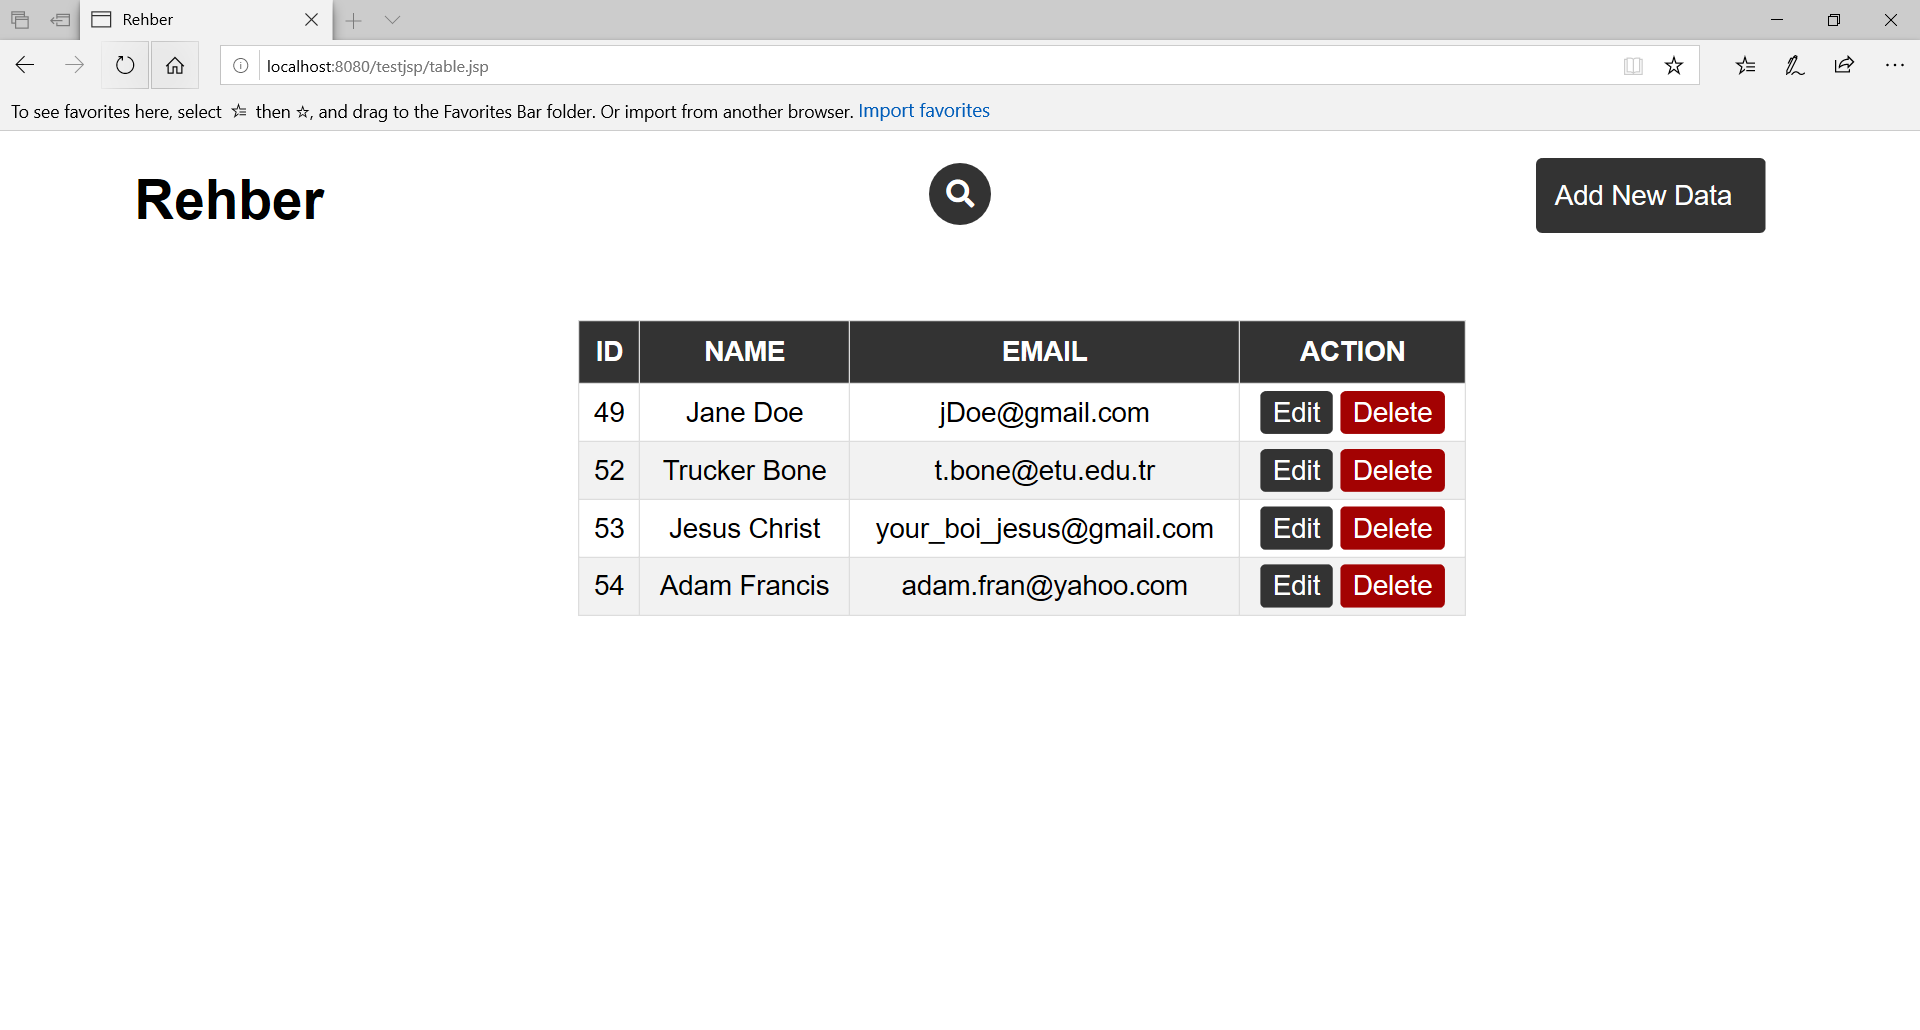 Rehber
localhost:8080/testjsp/table.jsp
To see favorites here, select then , and drag to the Favorites Bar folder. Or import from another browser. Import favorites
Rehber
Add New Data
ID NAME EMAIL ACTION
49 Jane Doe jDoe@gmail.com Edit Delete
52 Trucker Bone t.bone@etu.edu.tr Edit Delete
53 Jesus Christ your_boi_jesus@gmail.com Edit Delete
54 Adam Francis adam.fran@yahoo.com Edit Delete